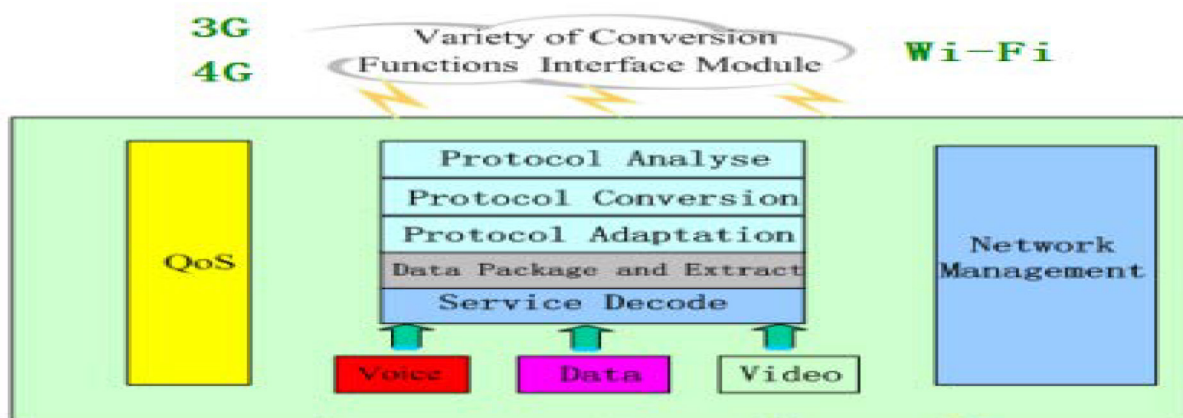 3G
4G
Variety of Conversion
Functions Interface Module
Wi-Fi
QoS
Protocol Analyse
Protocol Conversion
Protocol Adaptation
Data Package and Extract
Service Decode
Network
Management
Voice
Data
Video